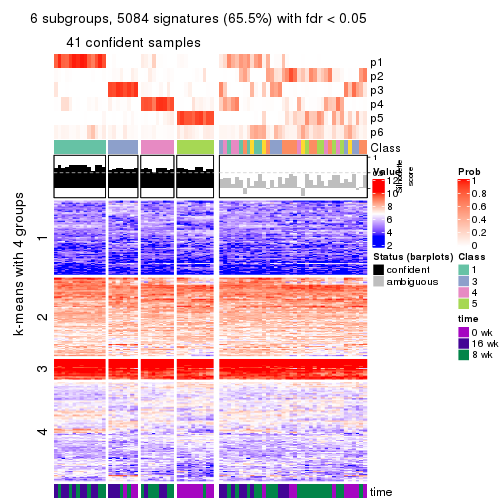 6 subgroups, 5084 signatures (65.5%) with fdr < 0.05
41 confident samples
p1
p2
p3
p4
p5
p6
Class
1
Silhouette
score
k-means with 4 groups
1
2
3
4
time
Value
12
8
6
4
2
Prob
1
0.8
0.6
0.4
0.2
0
Status (barplots)
confident
ambiguous
Class
1
3
4
5
time
0 wk
16 wk
8 wk